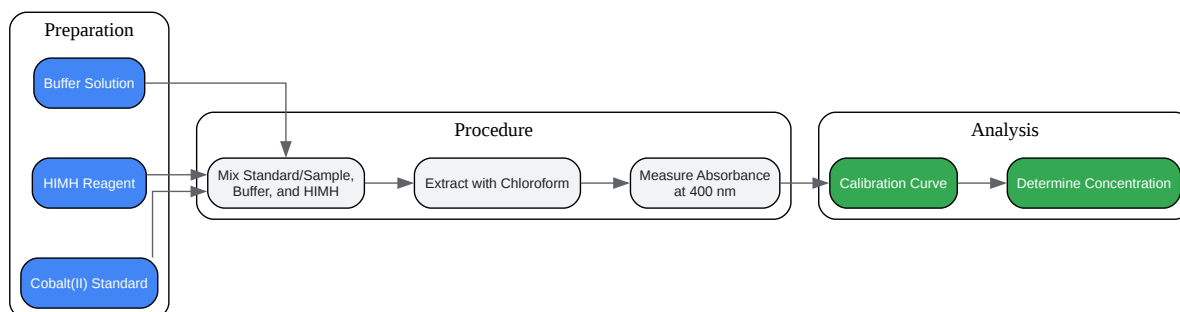 Preparation
Buffer Solution
HIMH Reagent
Cobalt(II) Standard
Procedure
Mix Standard/Sample,
Buffer, and HIMH
Extract with Chloroform
Measure Absorbance
at 400 nm
Analysis
Calibration Curve
Determine Concentration